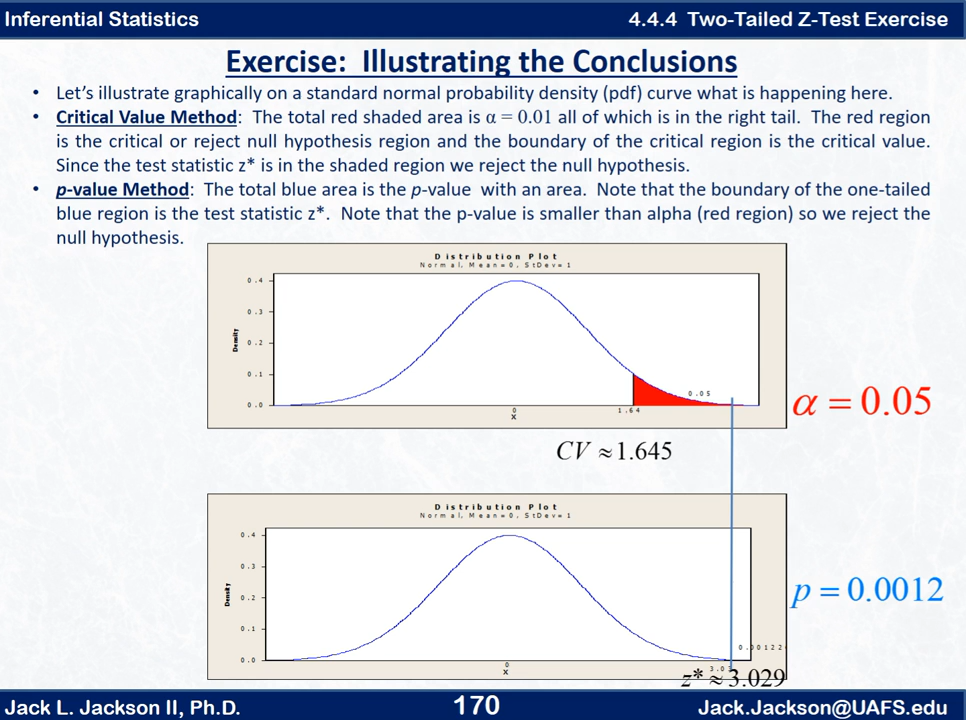 Inferential Statistics
4.4.4 Two-Tailed Z-Test Exercise
Exercise: Illustrating the Conclusions
• Let's illustrate graphically on a standard normal probability density (pdf) curve what is happening here.
• Critical Value Method: The total red shaded area is α = 0.01 all of which is in the right tail. The red region
is the critical or reject null hypothesis region and the boundary of the critical region is the critical value.
Since the test statistic z* is in the shaded region we reject the null hypothesis.
• p-value Method: The total blue area is the p-value with an area. Note that the boundary of the one-tailed
blue region is the test statistic z*. Note that the p-value is smaller than alpha (red region) so we reject the
null hypothesis.
Distribution Plot
Normal, Mean=0, StDev=1
0.4
0.3
0.2
0.1
0.0
Density
0.05
0
1.64
X
α = 0.05
CV ≈ 1.645
Distribution Plot
Normal, Mean=0, StDev=1
0.4
0.3
0.2
0.1
0.0
Density
0
X
p = 0.0012
z* ≈ 3.029
Jack L. Jackson II, Ph.D.
170
Jack.Jackson@UAFS.edu